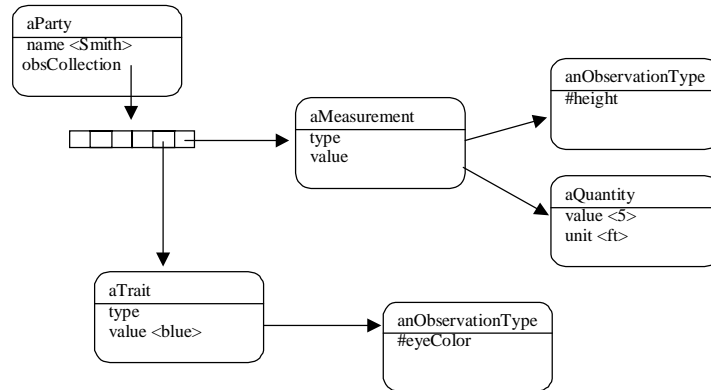 aParty
name <Smith>
obsCollection
aMeasurement
type
value
anObservationType
#height
aQuantity
value <5>
unit <ft>
aTrait
type
value <blue>
anObservationType
#eyeColor